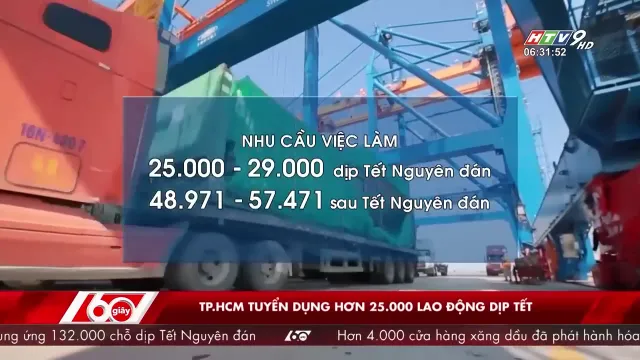 HTV9 HD
06:31:52
NHU CẦU VIỆC LÀM
25.000 - 29.000 dịp Tết Nguyên đán
48.971 - 57.471 sau Tết Nguyên đán
60 giây
TP.HCM TUYỂN DỤNG HƠN 25.000 LAO ĐỘNG DỊP TẾT
ung ứng 132.000 chỗ dịp Tết Nguyên đán 60 Hơn 4.000 cửa hàng xăng dầu đã phát hành hóa